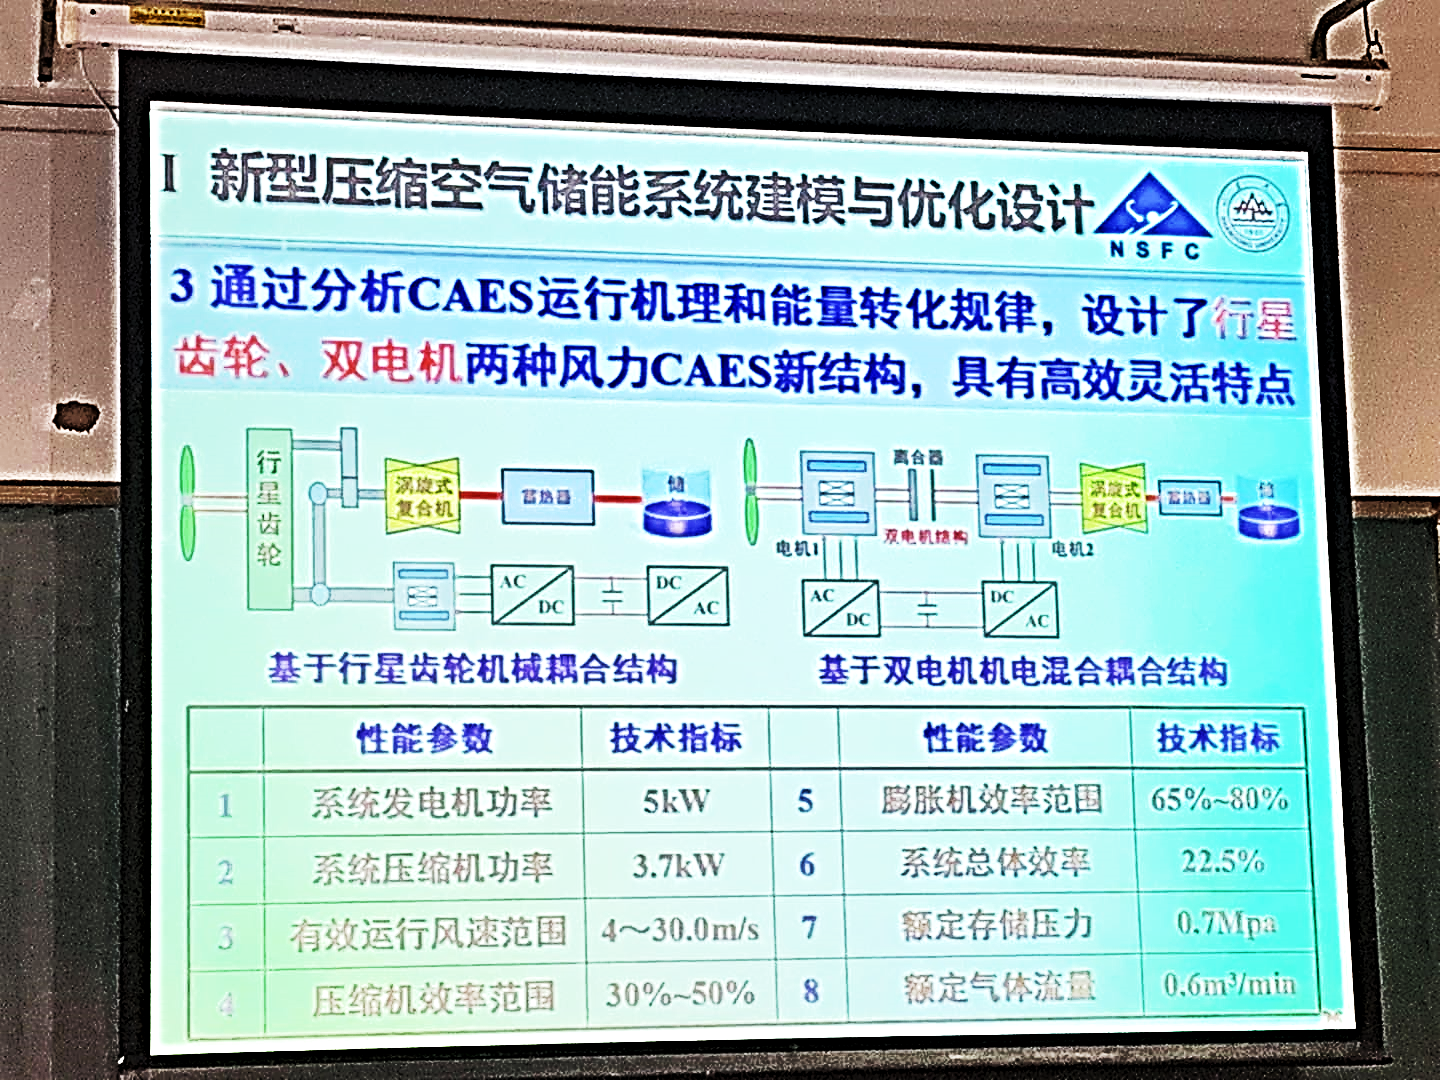 I 新型压缩空气储能系统建模与优化设计
NSFC
3 通过分析CAES运行机理和能量转化规律，设计了行星
齿轮、双电机两种风力CAES新结构，具有高效灵活特点
行星齿轮
涡旋式
复合机
蓄热器
储
AC
DC
DC
AC
基于行星齿轮机械耦合结构
离合器
电机1
双电机结构
电机2
涡旋式
复合机
蓄热器
储
AC
DC
DC
AC
基于双电机机电混合耦合结构
性能参数 技术指标 性能参数 技术指标
1 系统发电机功率 5kW 5 膨胀机效率范围 65%~80%
2 系统压缩机功率 3.7kW 6 系统总体效率 22.5%
3 有效运行风速范围 4～30.0m/s 7 额定存储压力 0.7Mpa
4 压缩机效率范围 30%~50% 8 额定气体流量 0.6m³/min